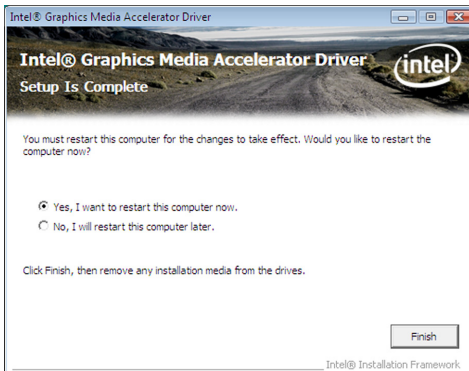 Intel® Graphics Media Accelerator Driver
Intel® Graphics Media Accelerator Driver
Setup Is Complete
intel
You must restart this computer for the changes to take effect. Would you like to restart the
computer now?
Yes, I want to restart this computer now.
No, I will restart this computer later.
Click Finish, then remove any installation media from the drives.
Finish
Intel® Installation Framework